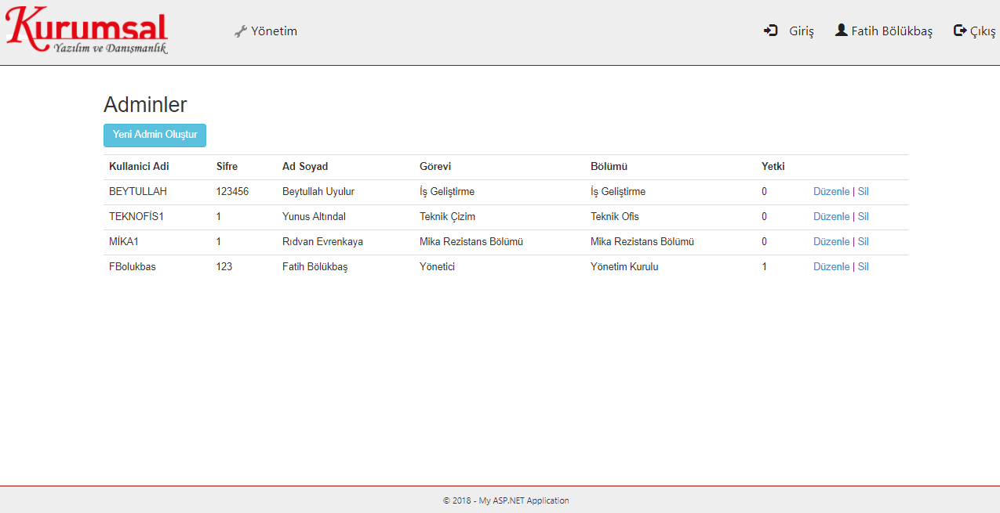 Kurumsal
Yazılım ve Danışmanlık
Yönetim
Giriş
Fatih Bölükbaş
Çıkış
Adminler
Yeni Admin Oluştur
Kullanici Adi Sifre Ad Soyad Görevi Bölümü Yetki
BEYTULLAH 123456 Beytullah Uyulur İş Geliştirme İş Geliştirme 0 Düzenle | Sil
TEKNOFİS1 1 Yunus Altındal Teknik Çizim Teknik Ofis 0 Düzenle | Sil
MİKA1 1 Rıdvan Evrenkaya Mika Rezistans Bölümü Mika Rezistans Bölümü 0 Düzenle | Sil
FBolukbas 123 Fatih Bölükbaş Yönetici Yönetim Kurulu 1 Düzenle | Sil
© 2018 - My ASP.NET Application